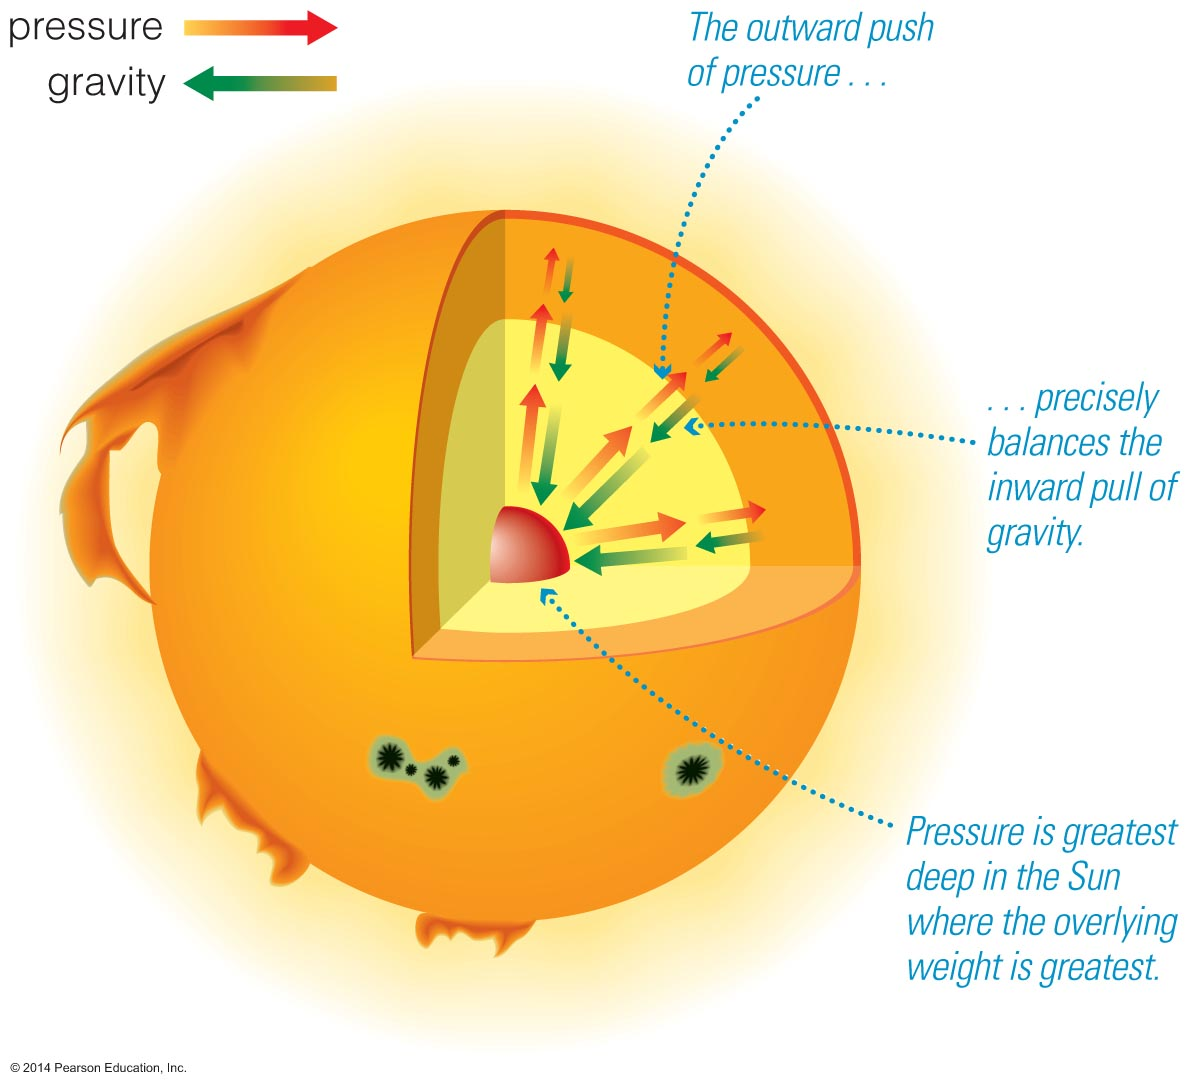 pressure
gravity
The outward push
of pressure . . .
. . . precisely
balances the
inward pull of
gravity.
Pressure is greatest
deep in the Sun
where the overlying
weight is greatest.
© 2014 Pearson Education, Inc.